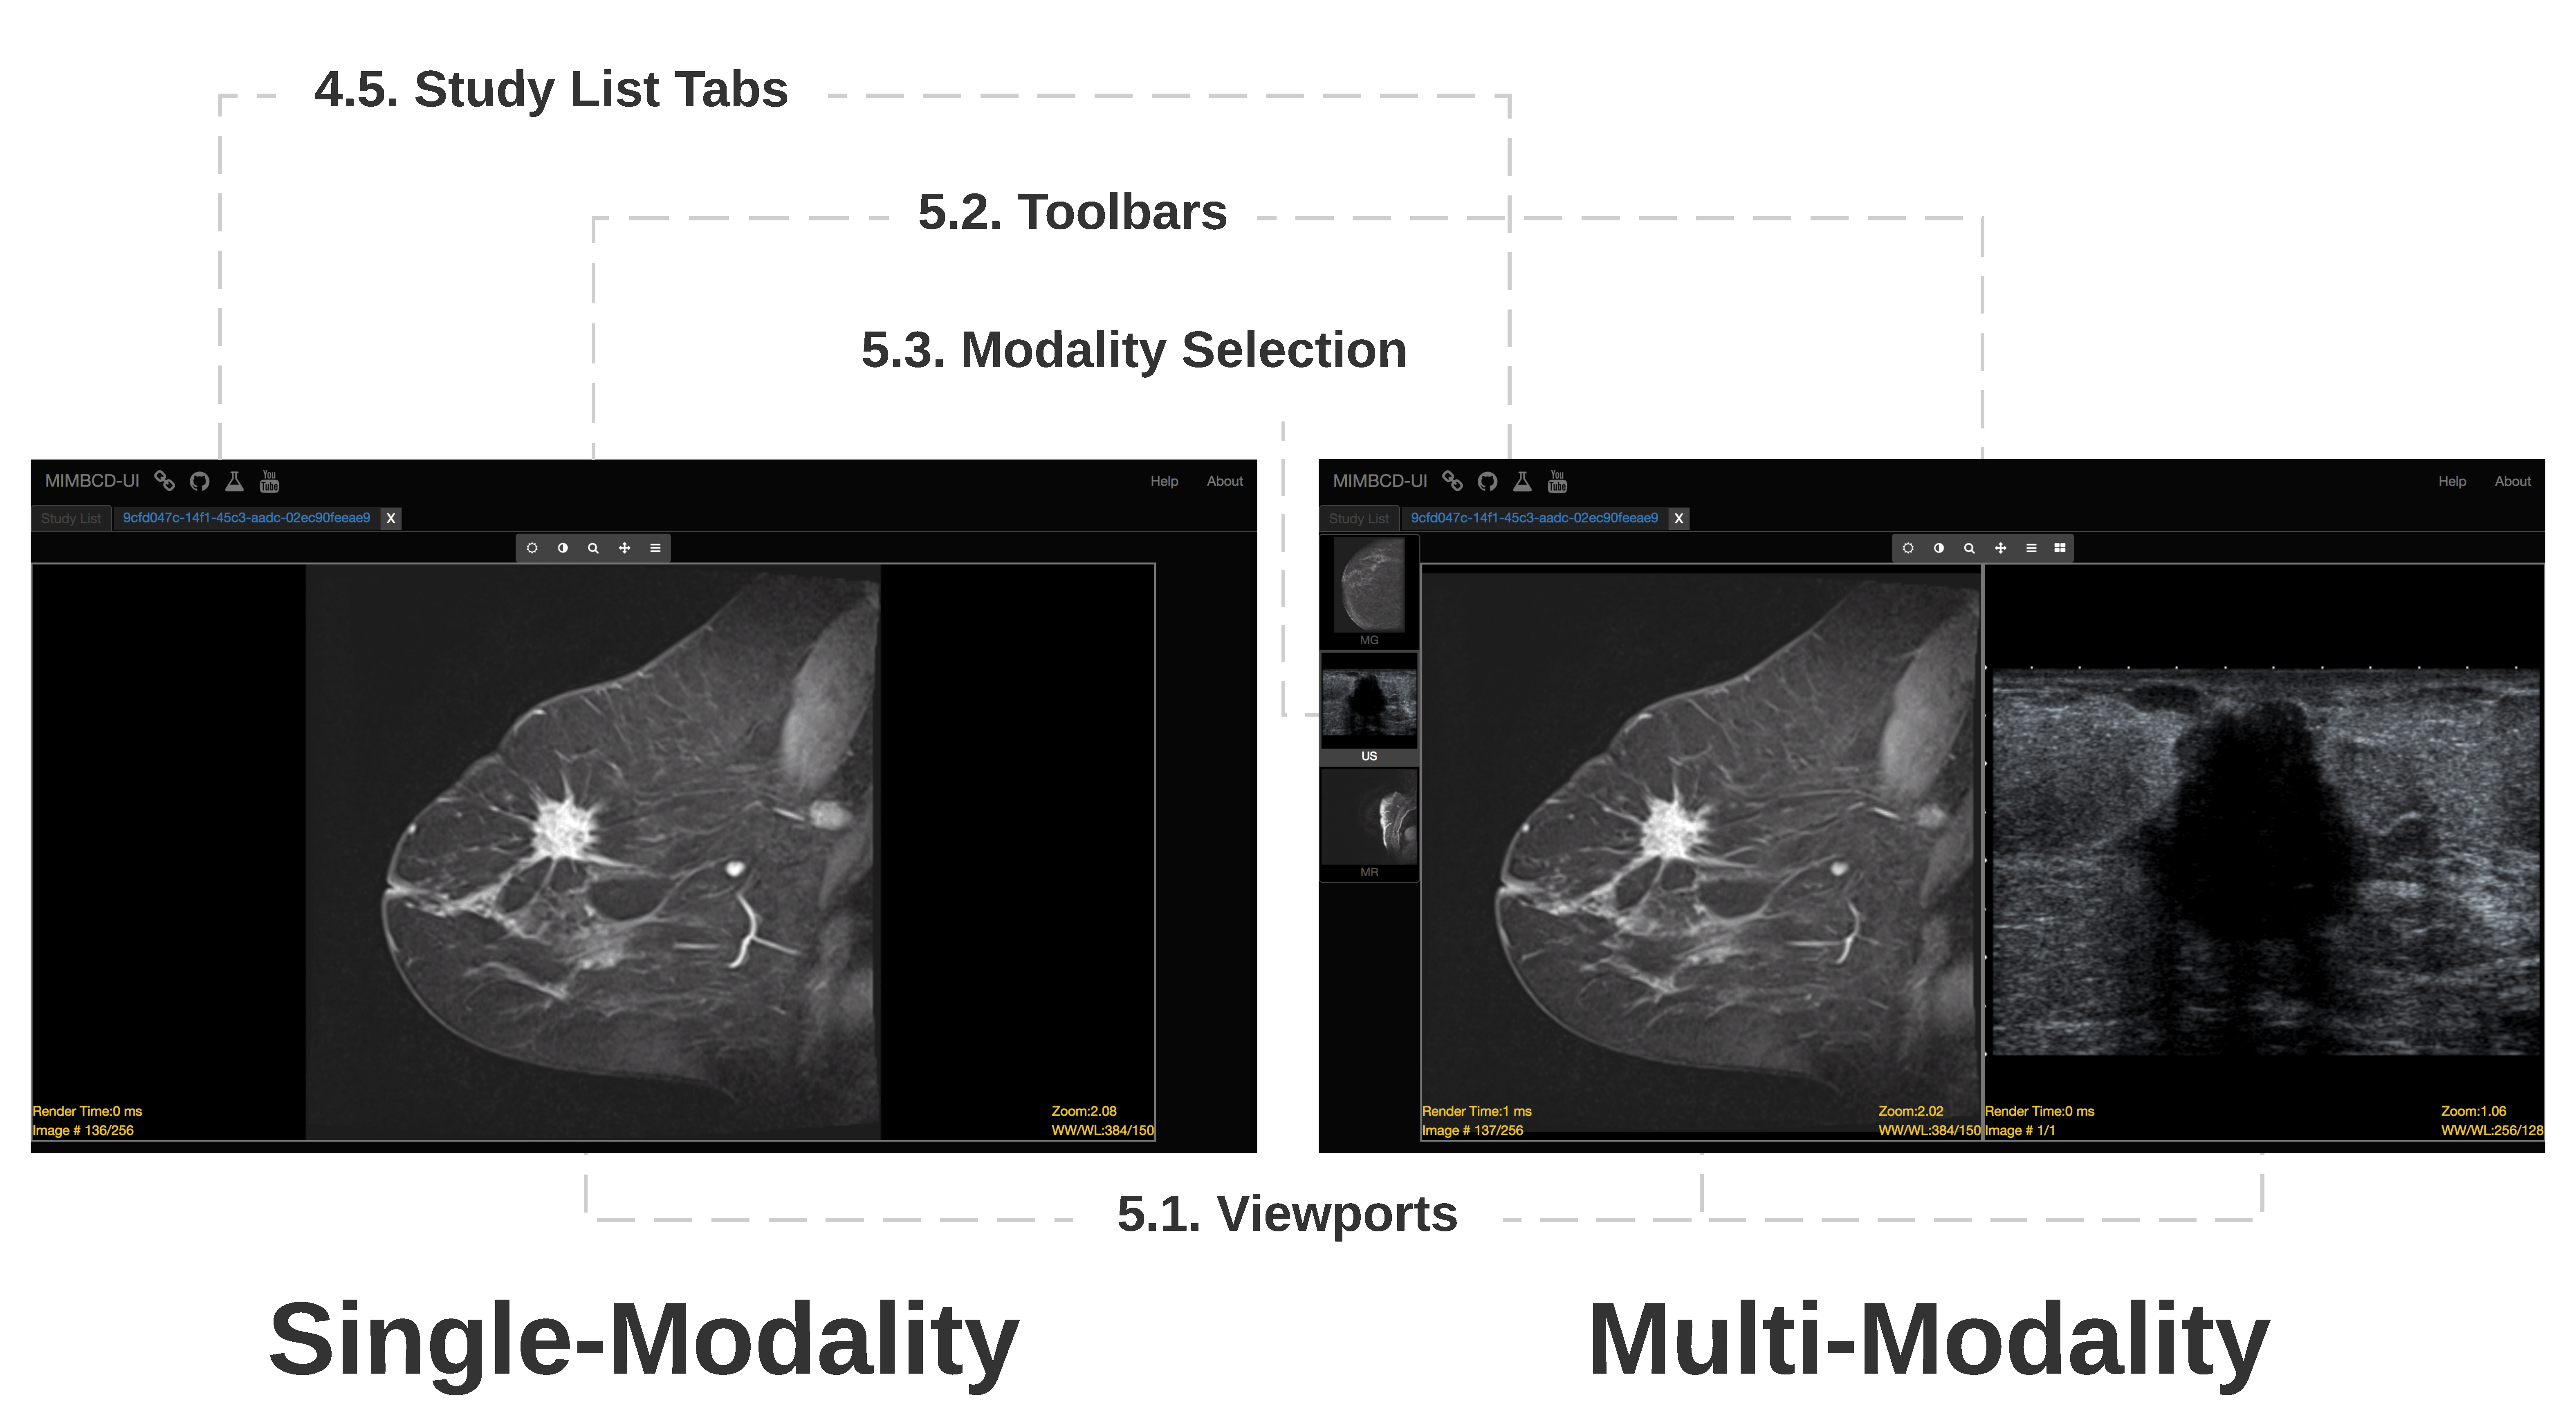 4.5. Study List Tabs
5.2. Toolbars
5.3. Modality Selection
MIMBCD-UI
You
Tube
Help
About
Study List
9cfd047c-14f1-45c3-aadc-02ec90feeae9
X
Render Time:0 ms
Image # 136/256
Zoom:2.08
WW/WL:384/150
MIMBCD-UI
You
Tube
Help
About
Study List
9cfd047c-14f1-45c3-aadc-02ec90feeae9
X
MG
US
MR
Render Time:1 ms
Image # 137/256
Zoom:2.02
WW/WL:384/150
Render Time:0 ms
Image # 1/1
Zoom:1.06
WW/WL:256/128
5.1. Viewports
Single-Modality
Multi-Modality